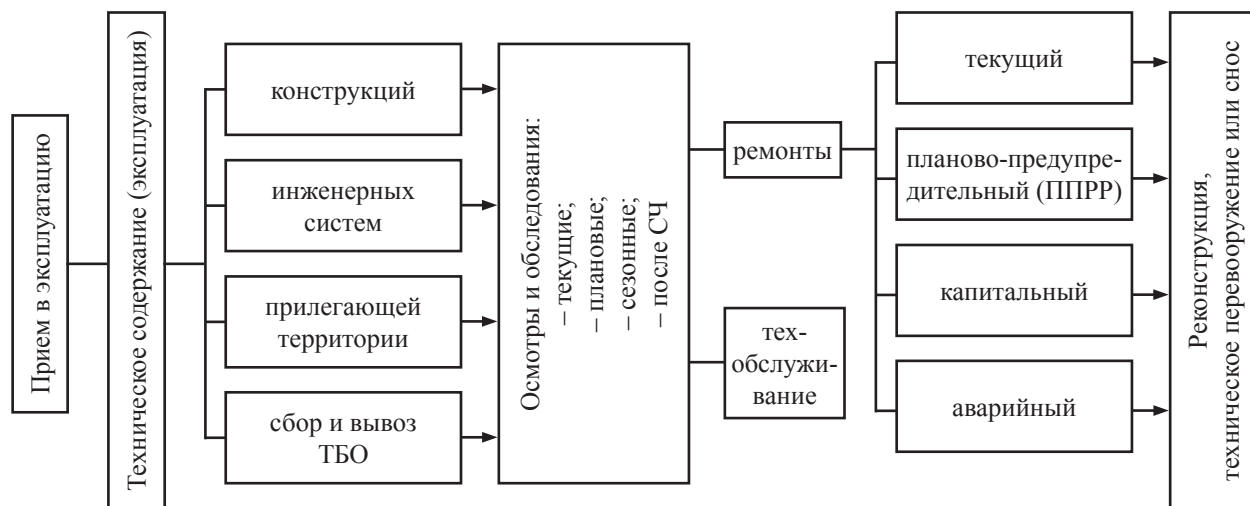 Прием в эксплуатацию
Техническое содержание (эксплуатация)
конструкций
инженерных
систем
прилегающей
территории
сбор и вывоз
ТБО
Осмотры и обследования:
– текущие;
– плановые;
– сезонные;
– после СЧ
ремонты
тех-
обслужи-
вание
текущий
планово-предупре-
дительный (ППРР)
капитальный
аварийный
Реконструкция,
техническое перевооружение или снос